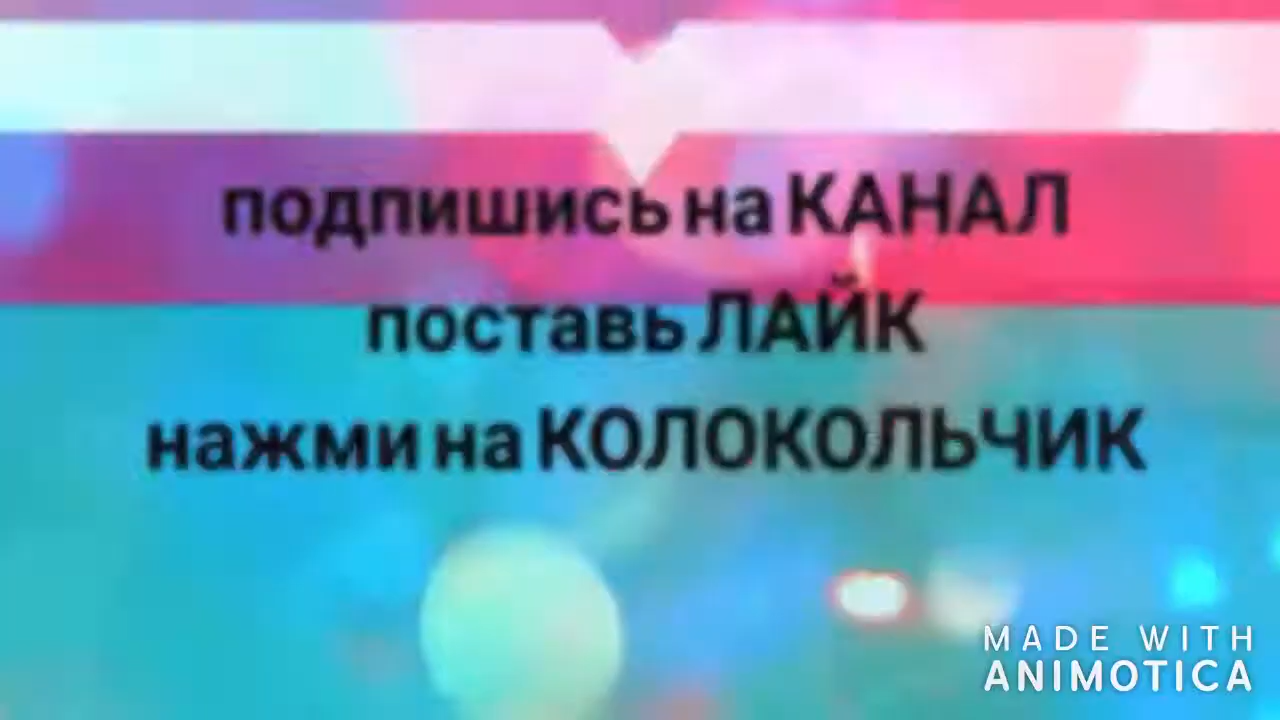 подпишись на КАНАЛ
поставь ЛАЙК
нажми на КОЛОКОЛЬЧИК
MADE WITH
ANIMOTICA